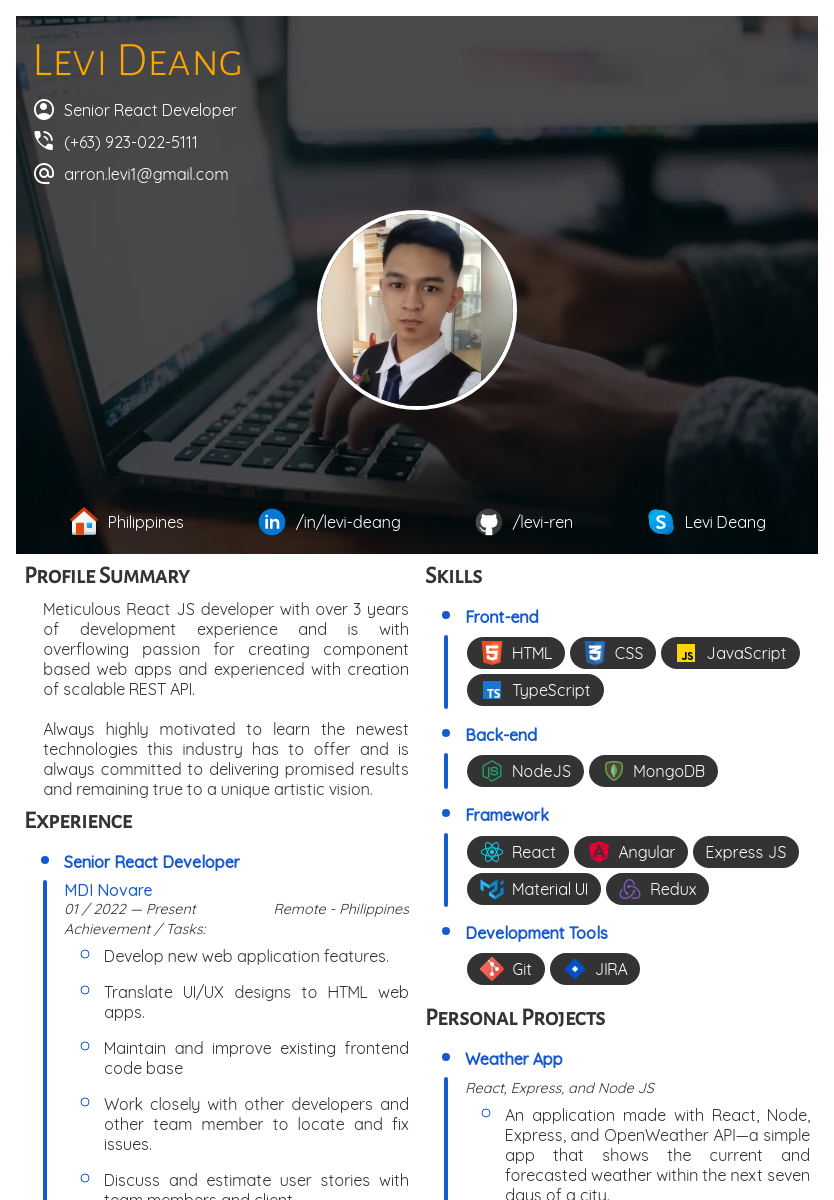 Levi Deang
Senior React Developer
(+63) 923-022-5111
arron.levi1@gmail.com
Philippines
/in/levi-deang
/levi-ren
Levi Deang
Profile Summary
Meticulous React JS developer with over 3 years
of development experience and is with
overflowing passion for creating component
based web apps and experienced with creation
of scalable REST API.
Always highly motivated to learn the newest
technologies this industry has to offer and is
always committed to delivering promised results
and remaining true to a unique artistic vision.
Experience
Senior React Developer
MDI Novare
01 / 2022 — Present
Remote - Philippines
Achievement / Tasks:
Develop new web application features.
Translate UI/UX designs to HTML web
apps.
Maintain and improve existing frontend
code base
Work closely with other developers and
other team member to locate and fix
issues.
Discuss and estimate user stories with
team members and client
Skills
Front-end
HTML
CSS
JavaScript
TypeScript
Back-end
NodeJS
MongoDB
Framework
React
Angular
Express JS
Material UI
Redux
Development Tools
Git
JIRA
Personal Projects
Weather App
React, Express, and Node JS
An application made with React, Node,
Express, and OpenWeather API—a simple
app that shows the current and
forecasted weather within the next seven
days of a city.